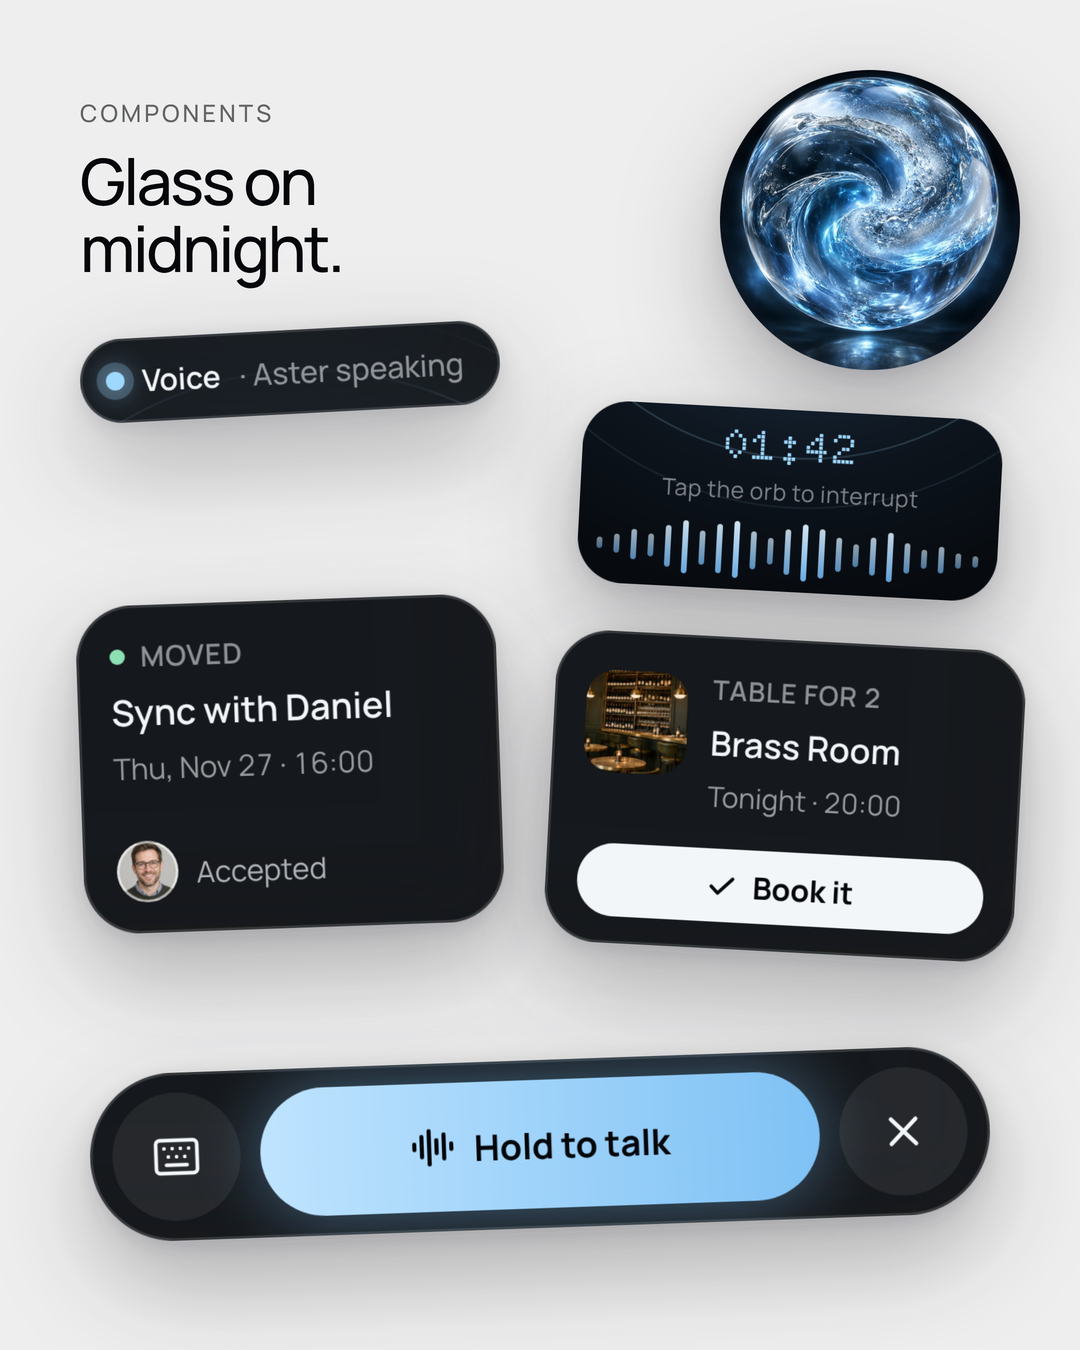 COMPONENTS
Glass on
midnight.
Voice · Aster speaking
01:42
Tap the orb to interrupt
MOVED
Sync with Daniel
Thu, Nov 27 · 16:00
Accepted
TABLE FOR 2
Brass Room
Tonight · 20:00
Book it
Hold to talk